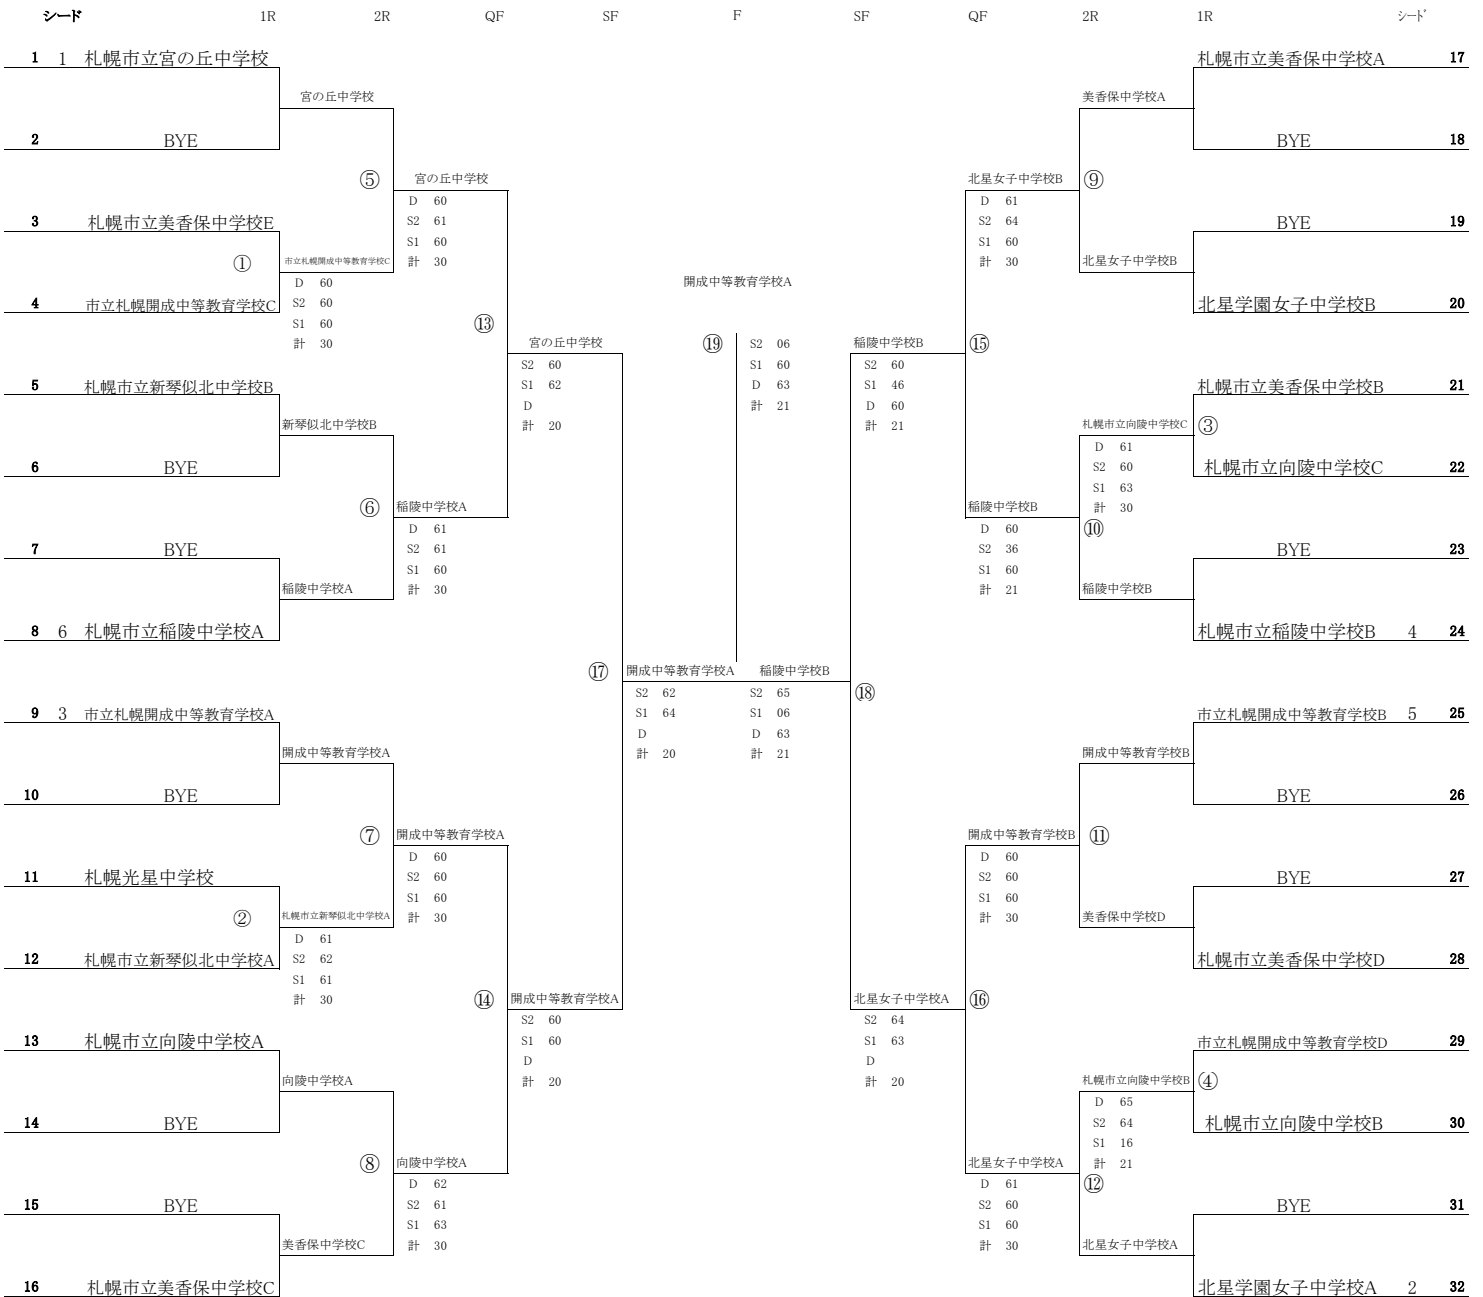 シード 1R 2R QF SF F SF QF 2R 1R シード
1 1 札幌市立宮の丘中学校 札幌市立美香保中学校A 17
宮の丘中学校 美香保中学校A
2 BYE BYE 18
⑤ 宮の丘中学校 北星女子中学校B ⑨
D 60 D 61
3 札幌市立美香保中学校E S2 61 S2 64 BYE 19
S1 60 S1 60
① 市立札幌開成中等教育学校C 計 30 計 30 北星女子中学校B
D 60 開成中等教育学校A
4 市立札幌開成中等教育学校C S2 60 北星学園女子中学校B 20
S1 60 ⑬
計 30 宮の丘中学校 ⑲ S2 06 稲陵中学校B ⑮
S2 60 S1 60 S2 60
5 札幌市立新琴似北中学校B S1 62 D 63 S1 46 札幌市立美香保中学校B 21
D 計 21 D 60
新琴似北中学校B 計 20 計 21 札幌市立向陵中学校C ③
D 61
6 BYE S2 60 札幌市立向陵中学校C 22
S1 63
⑥ 稲陵中学校A 稲陵中学校B 計 30
D 61 D 60 ⑩
7 BYE S2 61 S2 36 BYE 23
S1 60 S1 60
稲陵中学校A 計 30 計 21 稲陵中学校B
8 6 札幌市立稲陵中学校A 札幌市立稲陵中学校B 4 24
⑰ 開成中等教育学校A 稲陵中学校B ⑱
S2 62 S2 65
9 3 市立札幌開成中等教育学校A S1 64 S1 06 市立札幌開成中等教育学校B 5 25
D D 63
開成中等教育学校A 計 20 計 21 開成中等教育学校B
10 BYE BYE 26
⑦ 開成中等教育学校A 開成中等教育学校B ⑪
D 60 D 60
11 札幌光星中学校 S2 60 S2 60 BYE 27
S1 60 S1 60
② 札幌市立新琴似北中学校A 計 30 計 30 美香保中学校D
D 61
12 札幌市立新琴似北中学校A S2 62 札幌市立美香保中学校D 28
S1 61
計 30 ⑭ 開成中等教育学校A 北星女子中学校A ⑯
S2 60 S2 64
13 札幌市立向陵中学校A S1 60 S1 63 市立札幌開成中等教育学校D 29
D D
向陵中学校A 計 20 計 20 札幌市立向陵中学校B ④
D 65
14 BYE S2 64 札幌市立向陵中学校B 30
S1 16
⑧ 向陵中学校A 北星女子中学校A 計 21
D 62 D 61 ⑫
15 BYE S2 61 S2 60 BYE 31
S1 63 S1 60
美香保中学校C 計 30 計 30 北星女子中学校A
16 札幌市立美香保中学校C 北星学園女子中学校A 2 32